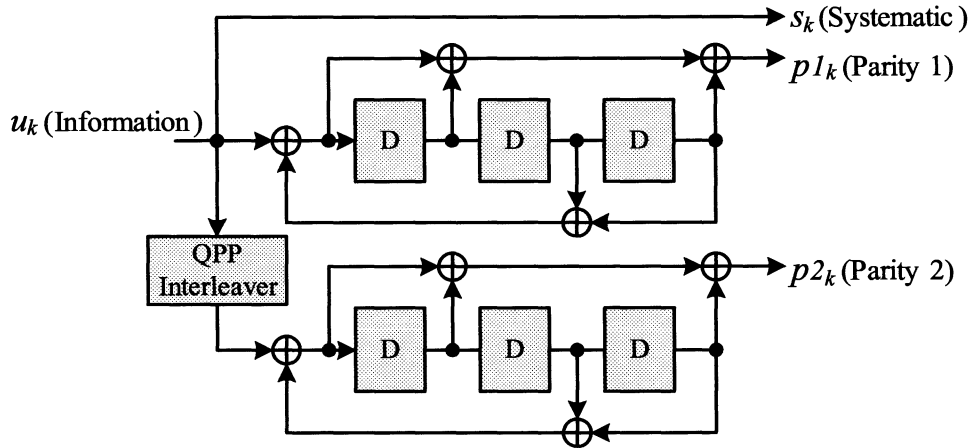 s_k (Systematic)
p1_k (Parity 1)
u_k (Information)
D
D
D
QPP
Interleaver
p2_k (Parity 2)
D
D
D